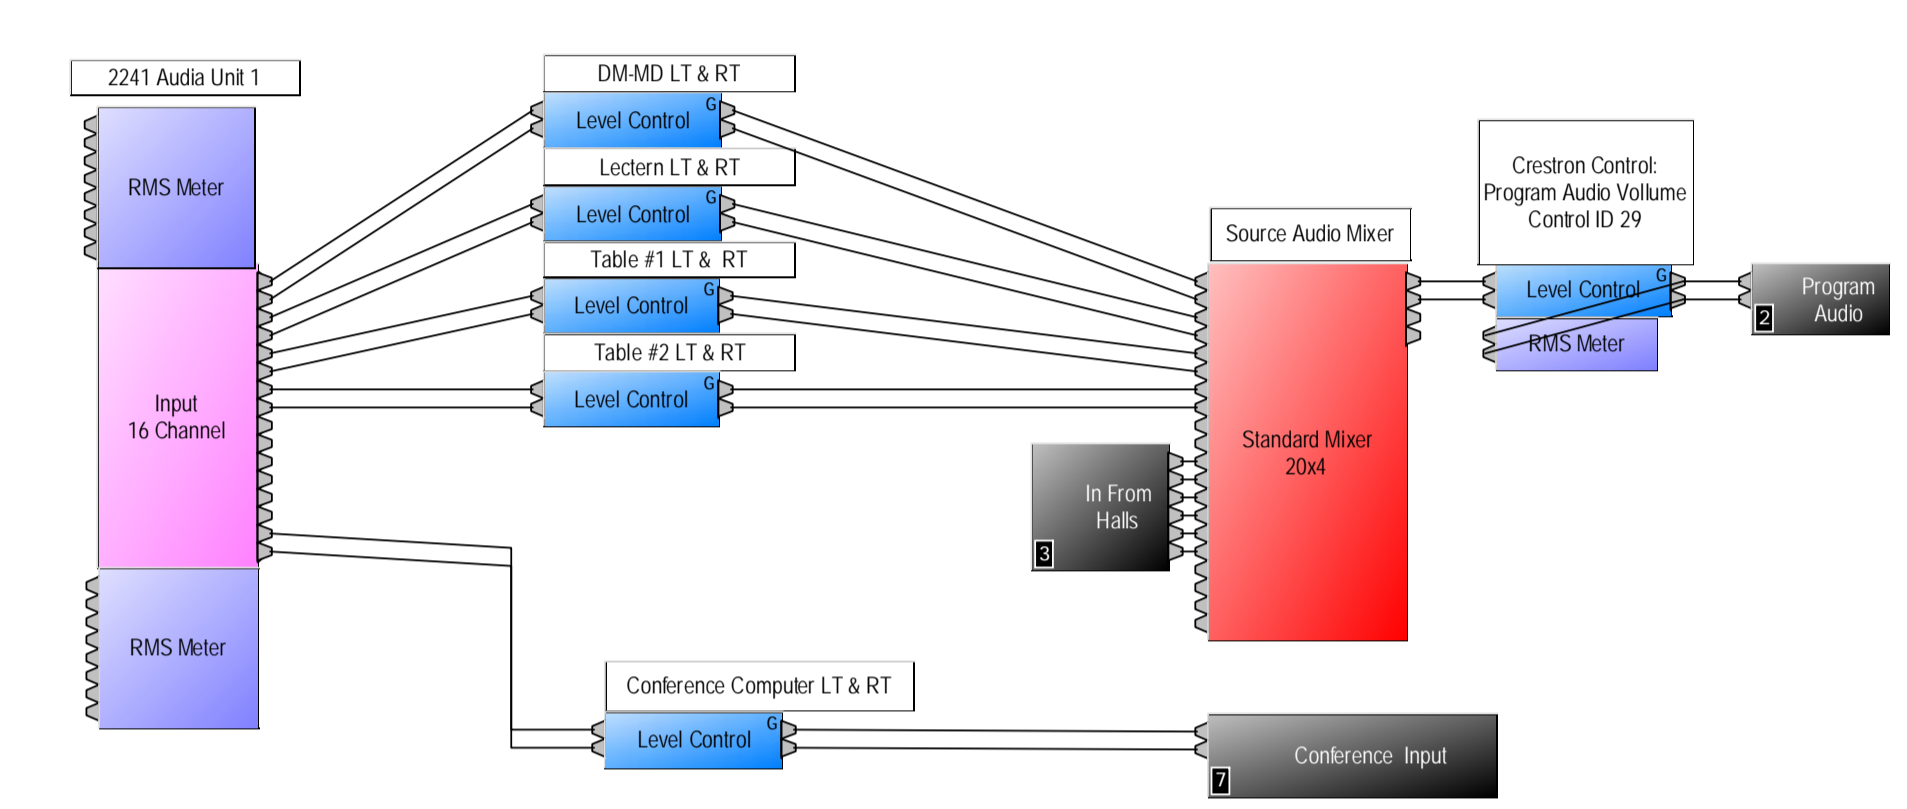 2241 Audia Unit 1
RMS Meter
Input
16 Channel
RMS Meter
DM-MD LT & RT
Level Control
G
Lectern LT & RT
Level Control
G
Table #1 LT & RT
Level Control
G
Table #2 LT & RT
Level Control
G
In From
Halls
3
Source Audio Mixer
Standard Mixer
20x4
Crestron Control:
Program Audio Vollume
Control ID 29
Level Control
G
RMS Meter
Program
Audio
2
Conference Computer LT & RT
Level Control
G
Conference Input
7